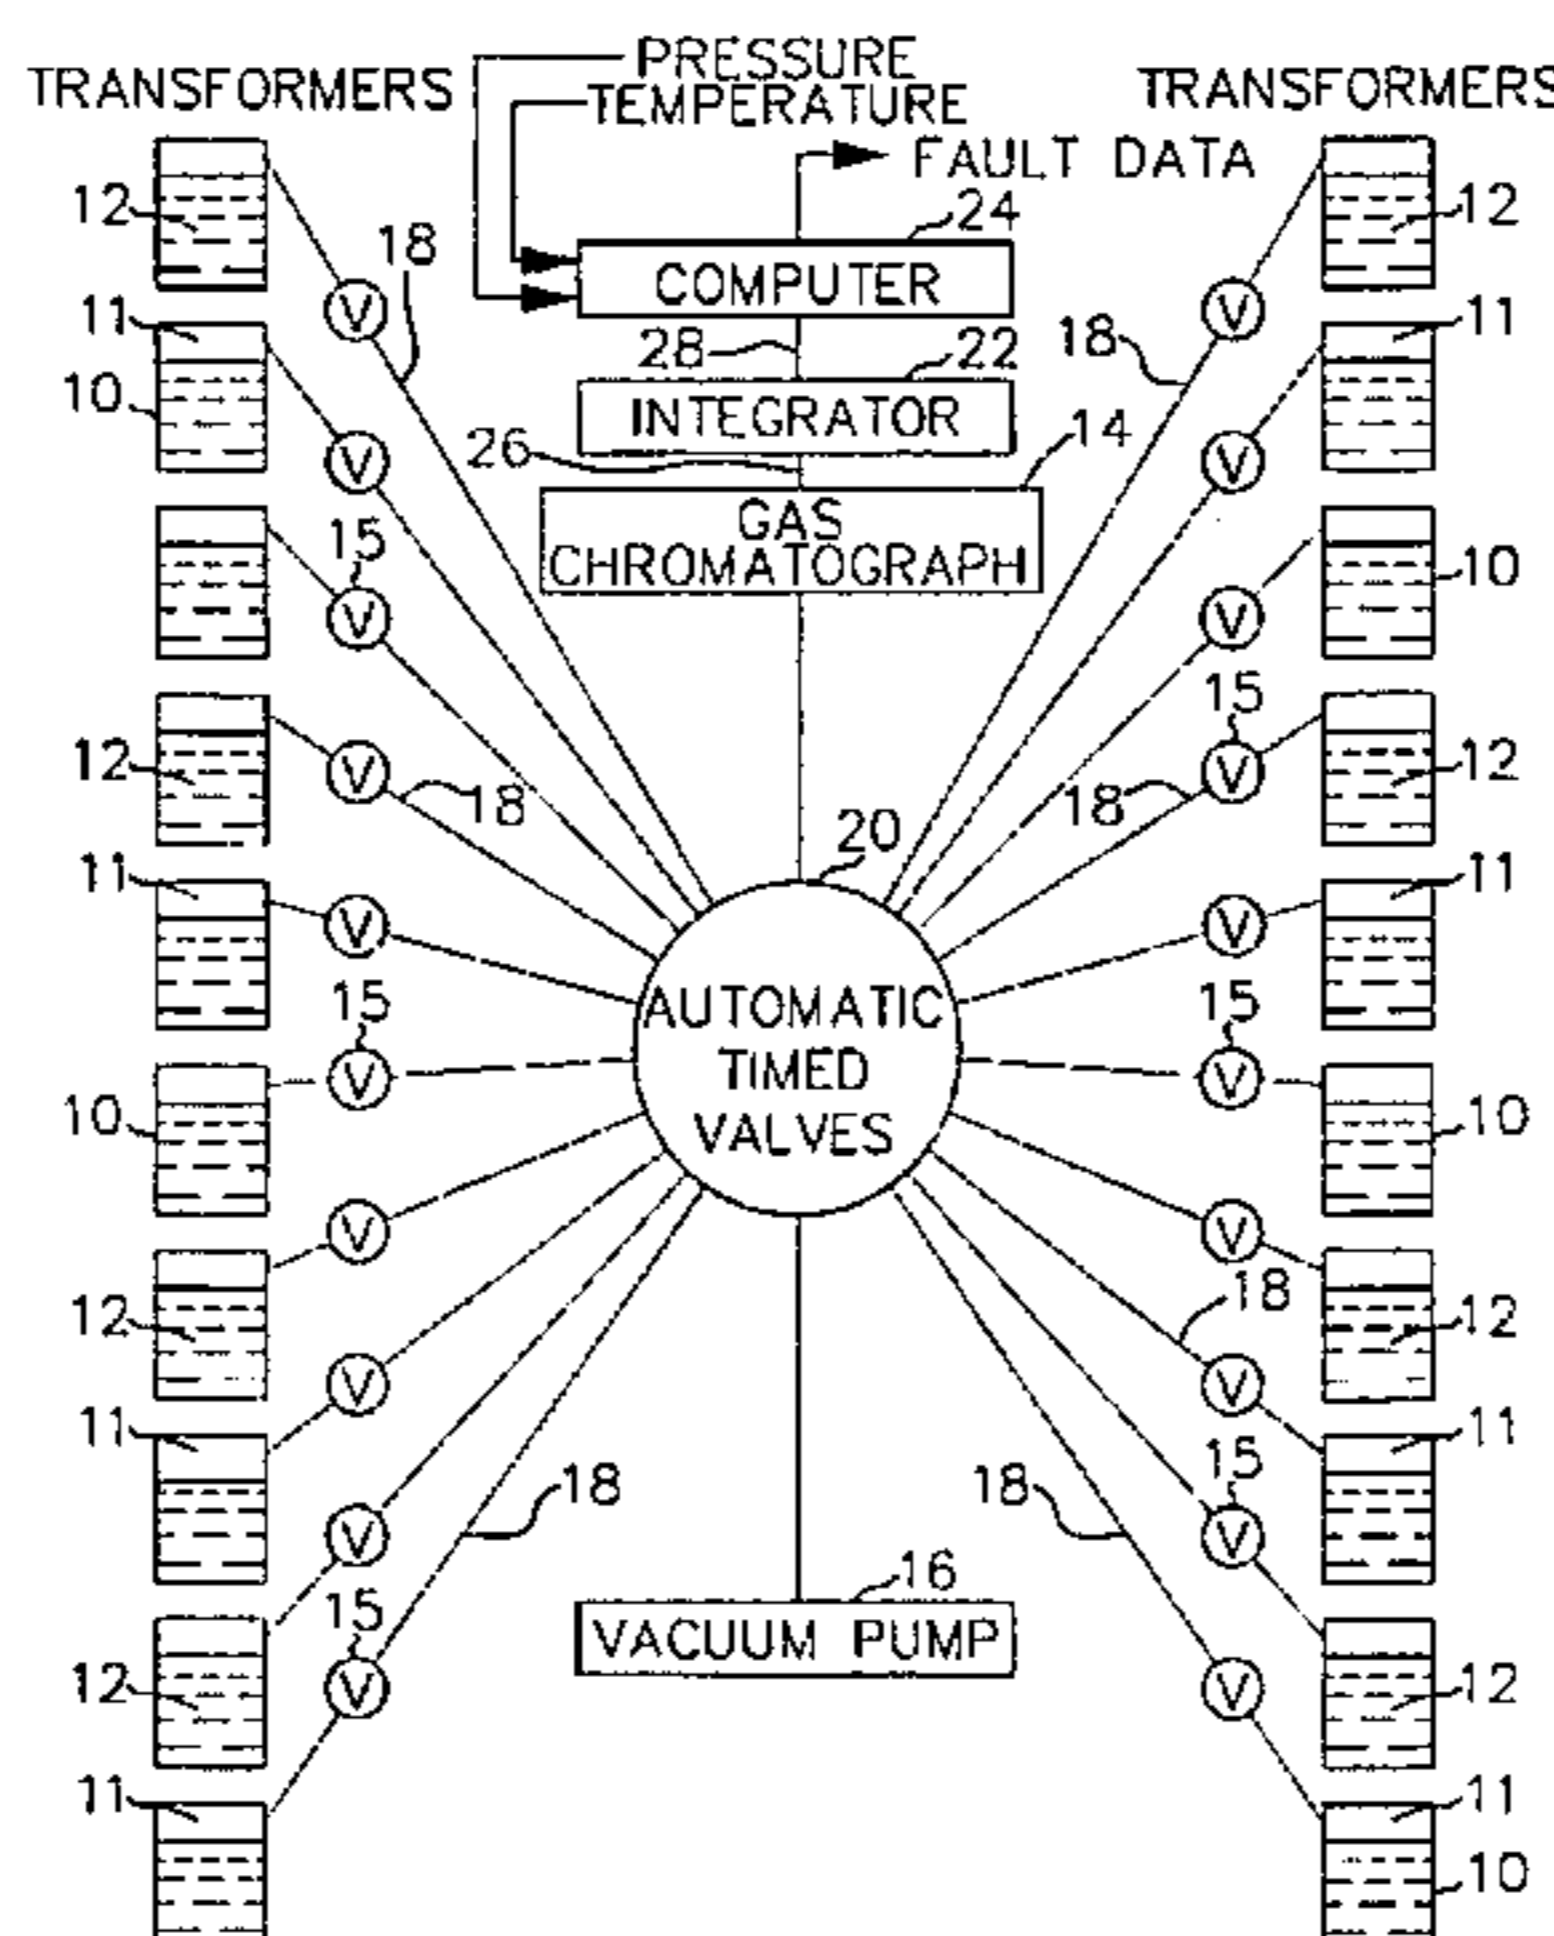 PRESSURE
TRANSFORMERS
TEMPERATURE
TRANSFORMERS
FAULT DATA
12
18
24
12
COMPUTER
V
V
11
28
22
18
11
10
INTEGRATOR
14
V
26
V
GAS
15
CHROMATOGRAPH
10
V
V
15
12
V
18
18
V
12
20
11
11
V
V
AUTOMATIC
15
15
TIMED
V
V
10
VALVES
10
V
V
12
18
12
V
V
11
11
18
18
15
V
V
16
15
VACUUM PUMP
12
V
V
12
11
11
10